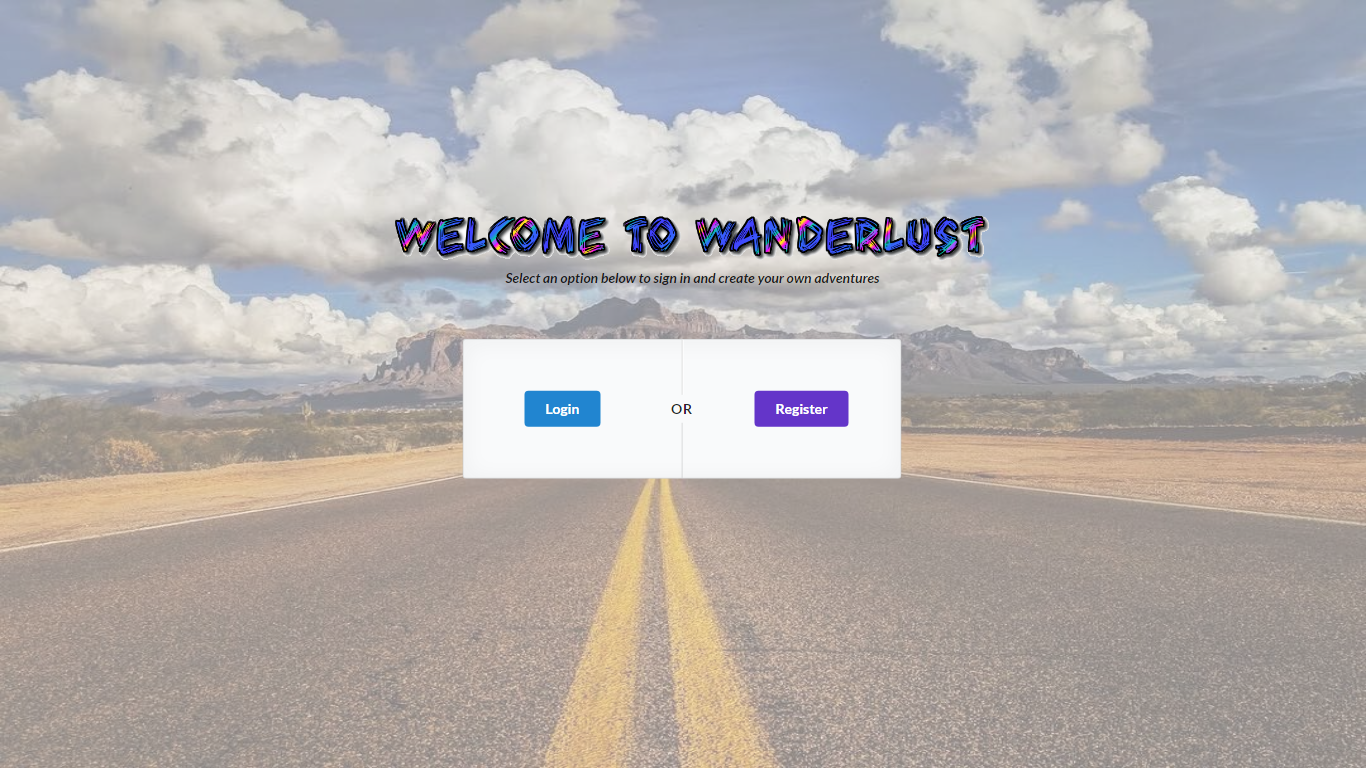 WELCOME TO WANDERLUST
Select an option below to sign in and create your own adventures
Login
OR
Register